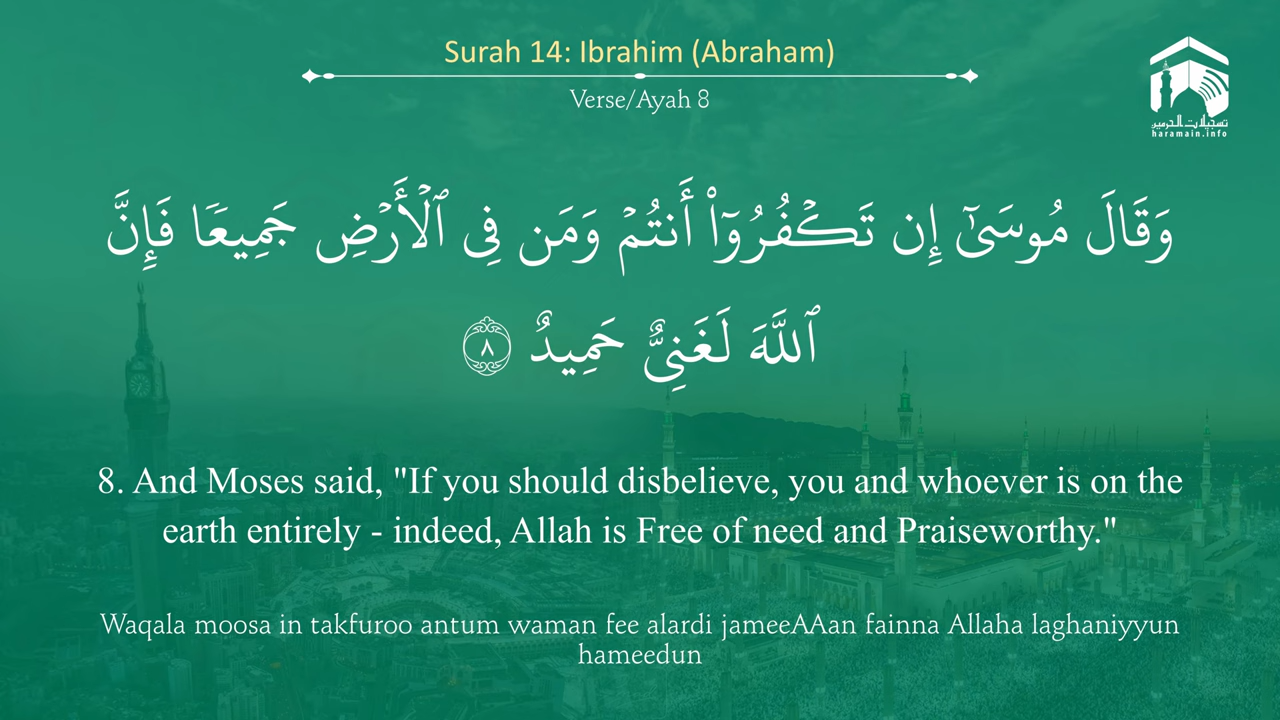 Surah 14: Ibrahim (Abraham)
Verse/Ayah 8
تسجيلات الحرمين
haramain.info
وَقَالَ مُوسَىٰٓ إِن تَكْفُرُوٓا۟ أَنتُمْ وَمَن فِى ٱلْأَرْضِ جَمِيعًا فَإِنَّ
ٱللَّهَ لَغَنِىٌّ حَمِيدٌ ٨
8. And Moses said, "If you should disbelieve, you and whoever is on the
earth entirely - indeed, Allah is Free of need and Praiseworthy."
Waqala moosa in takfuroo antum waman fee alardi jameeAAan fainna Allaha laghaniyyun
hameedun